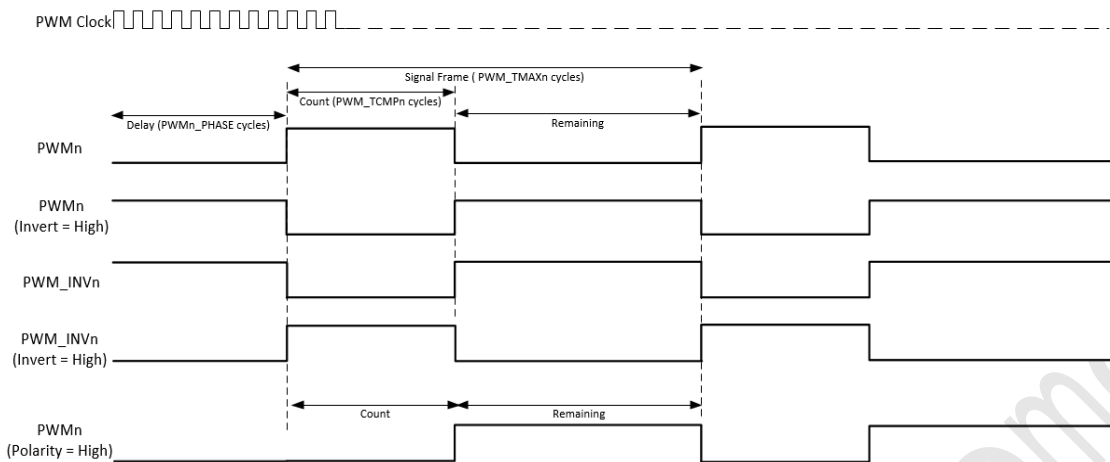 PWM Clock
Signal Frame ( PWM_TMAXn cycles)
Count (PWM_TCMPn cycles)
Delay (PWMn_PHASE cycles)
Remaining
PWMn
PWMn
(Invert = High)
PWM_INVn
PWM_INVn
(Invert = High)
Count
Remaining
PWMn
(Polarity = High)